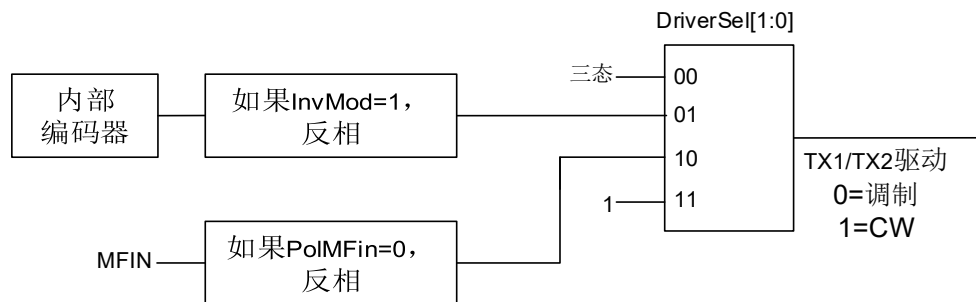 DriverSel[1:0]
三态
00
内部
编码器
如果InvMod=1，
反相
01
10
TX1/TX2驱动
0=调制
1=CW
1
11
MFIN
如果PolMFin=0，
反相